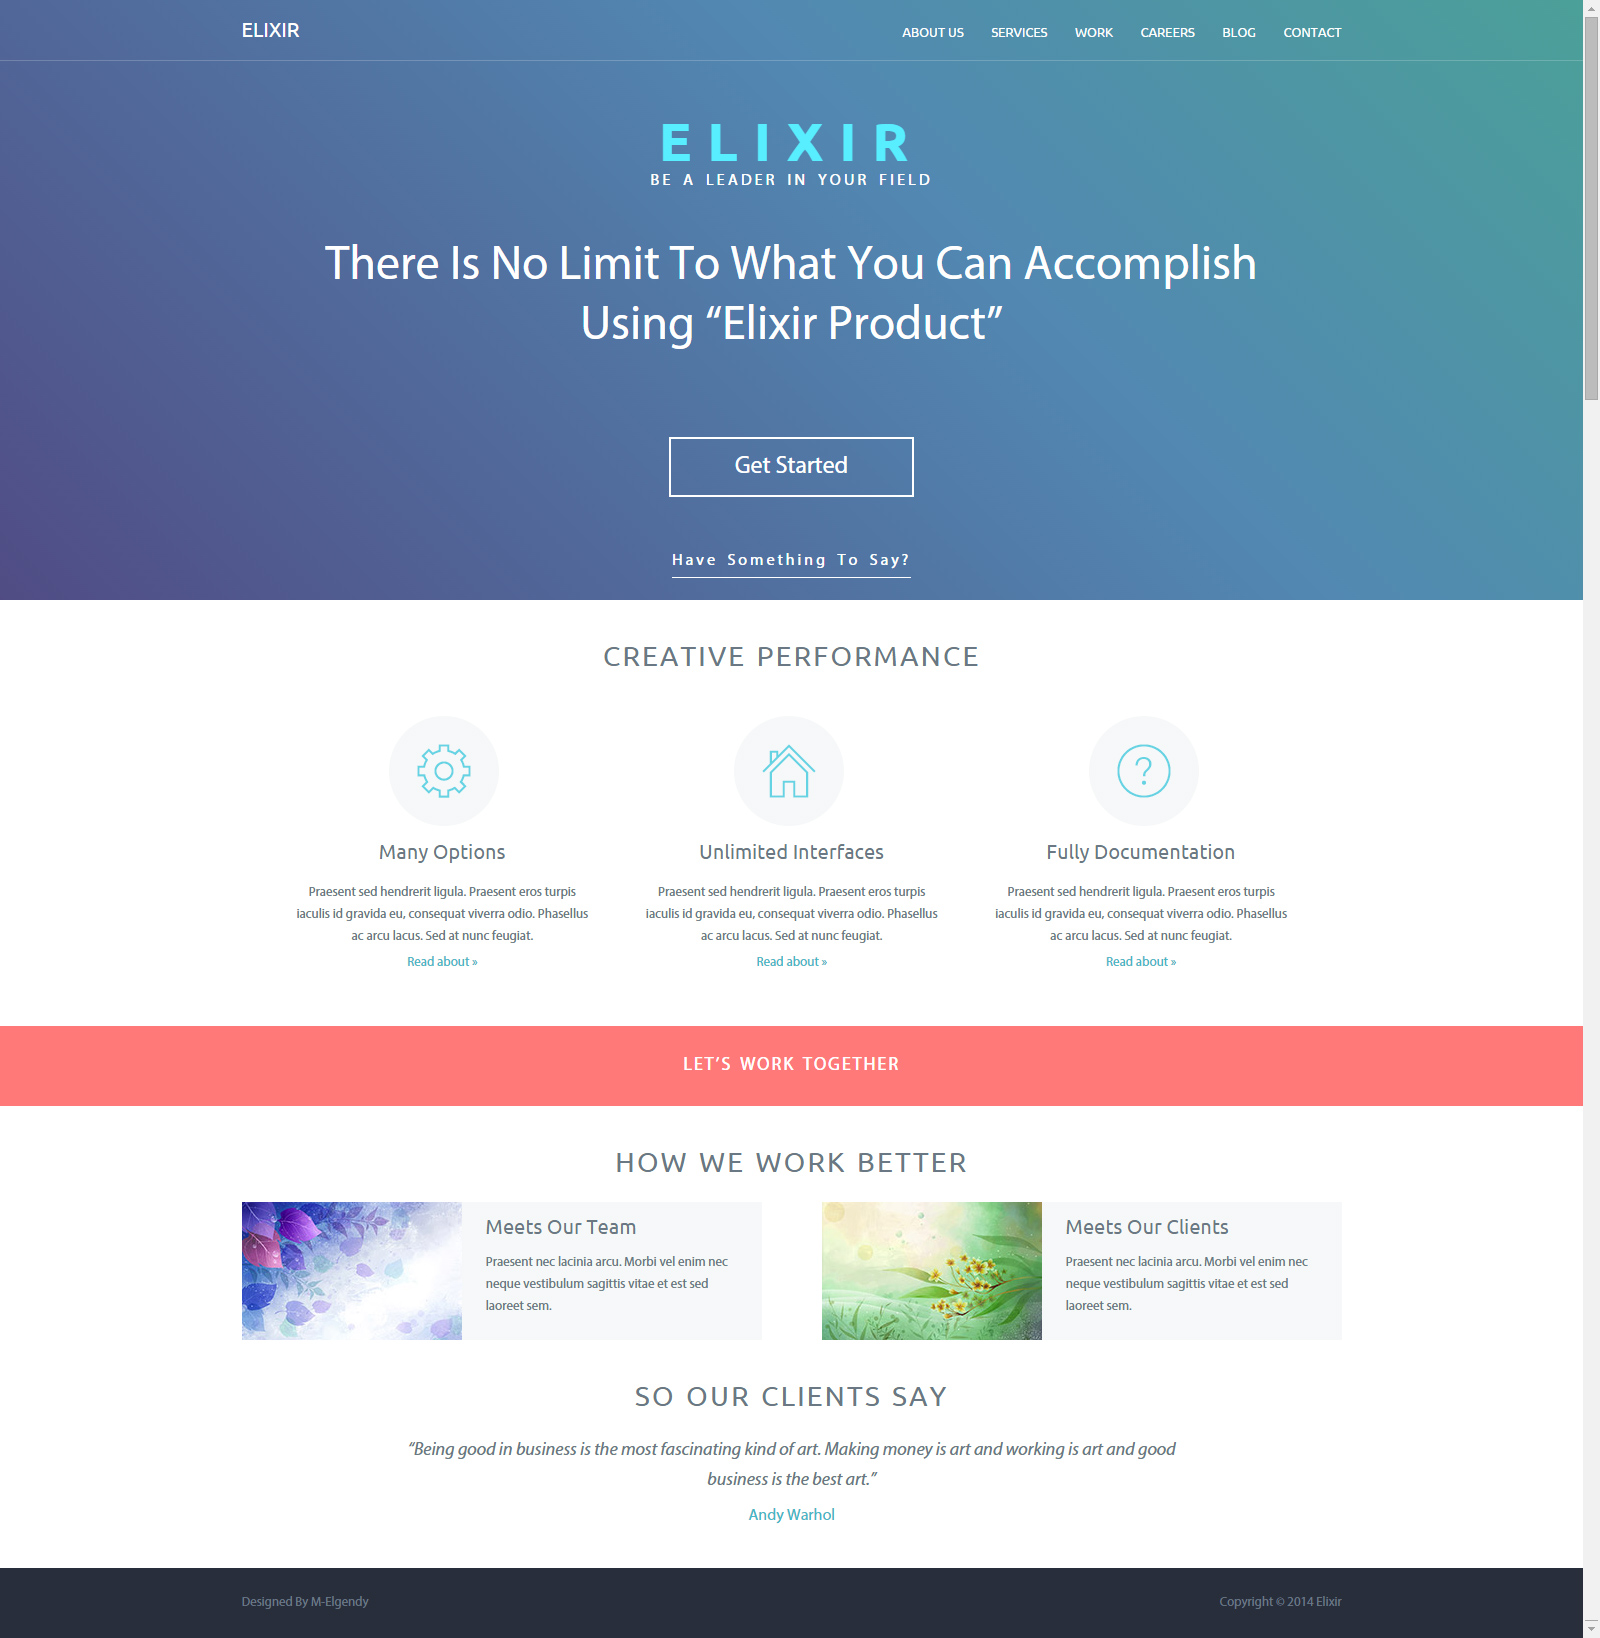 ELIXIR
ABOUT US SERVICES WORK CAREERS BLOG CONTACT
ELIXIR
BE A LEADER IN YOUR FIELD
There Is No Limit To What You Can Accomplish
Using “Elixir Product”
Get Started
Have Something To Say?
CREATIVE PERFORMANCE
Many Options
Praesent sed hendrerit ligula. Praesent eros turpis
iaculis id gravida eu, consequat viverra odio. Phasellus
ac arcu lacus. Sed at nunc feugiat.
Read about »
Unlimited Interfaces
Praesent sed hendrerit ligula. Praesent eros turpis
iaculis id gravida eu, consequat viverra odio. Phasellus
ac arcu lacus. Sed at nunc feugiat.
Read about »
Fully Documentation
Praesent sed hendrerit ligula. Praesent eros turpis
iaculis id gravida eu, consequat viverra odio. Phasellus
ac arcu lacus. Sed at nunc feugiat.
Read about »
LET’S WORK TOGETHER
HOW WE WORK BETTER
Meets Our Team
Praesent nec lacinia arcu. Morbi vel enim nec
neque vestibulum sagittis vitae et est sed
laoreet sem.
Meets Our Clients
Praesent nec lacinia arcu. Morbi vel enim nec
neque vestibulum sagittis vitae et est sed
laoreet sem.
SO OUR CLIENTS SAY
“Being good in business is the most fascinating kind of art. Making money is art and working is art and good
business is the best art.”
Andy Warhol
Designed By M-Elgendy
Copyright © 2014 Elixir